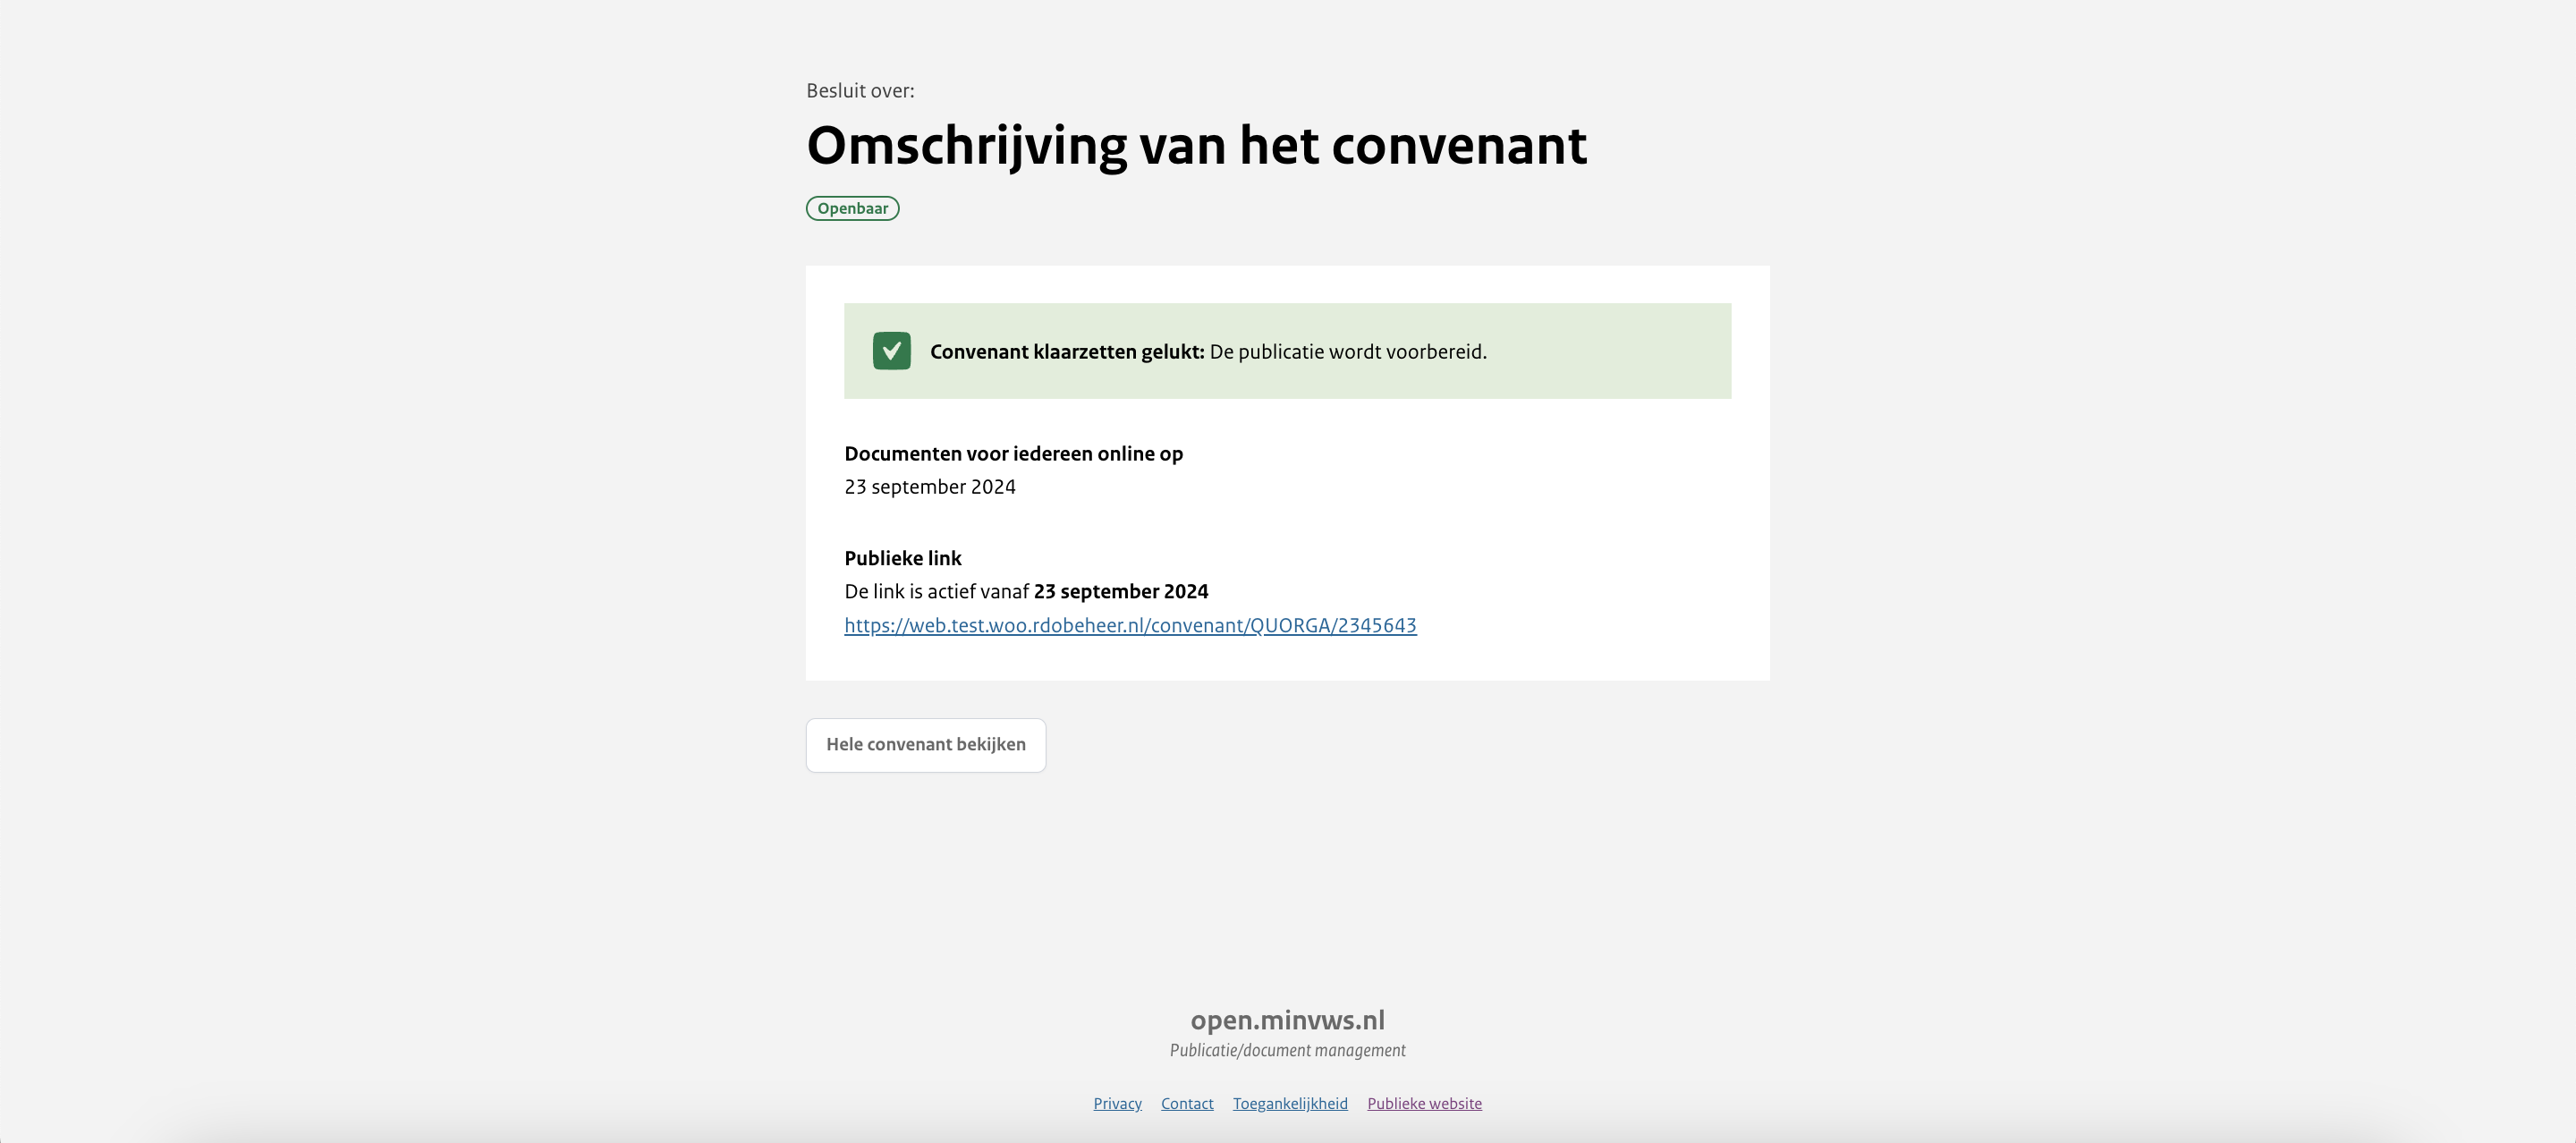 Besluit over:
Omschrijving van het convenant
Openbaar
Convenant klaarzetten gelukt: De publicatie wordt voorbereid.
Documenten voor iedereen online op
23 september 2024
Publieke link
De link is actief vanaf 23 september 2024
https://web.test.woo.rdobeheer.nl/convenant/QUORGA/2345643
Hele convenant bekijken
open.minvws.nl
Publicatie/document management
Privacy Contact Toegankelijkheid Publieke website